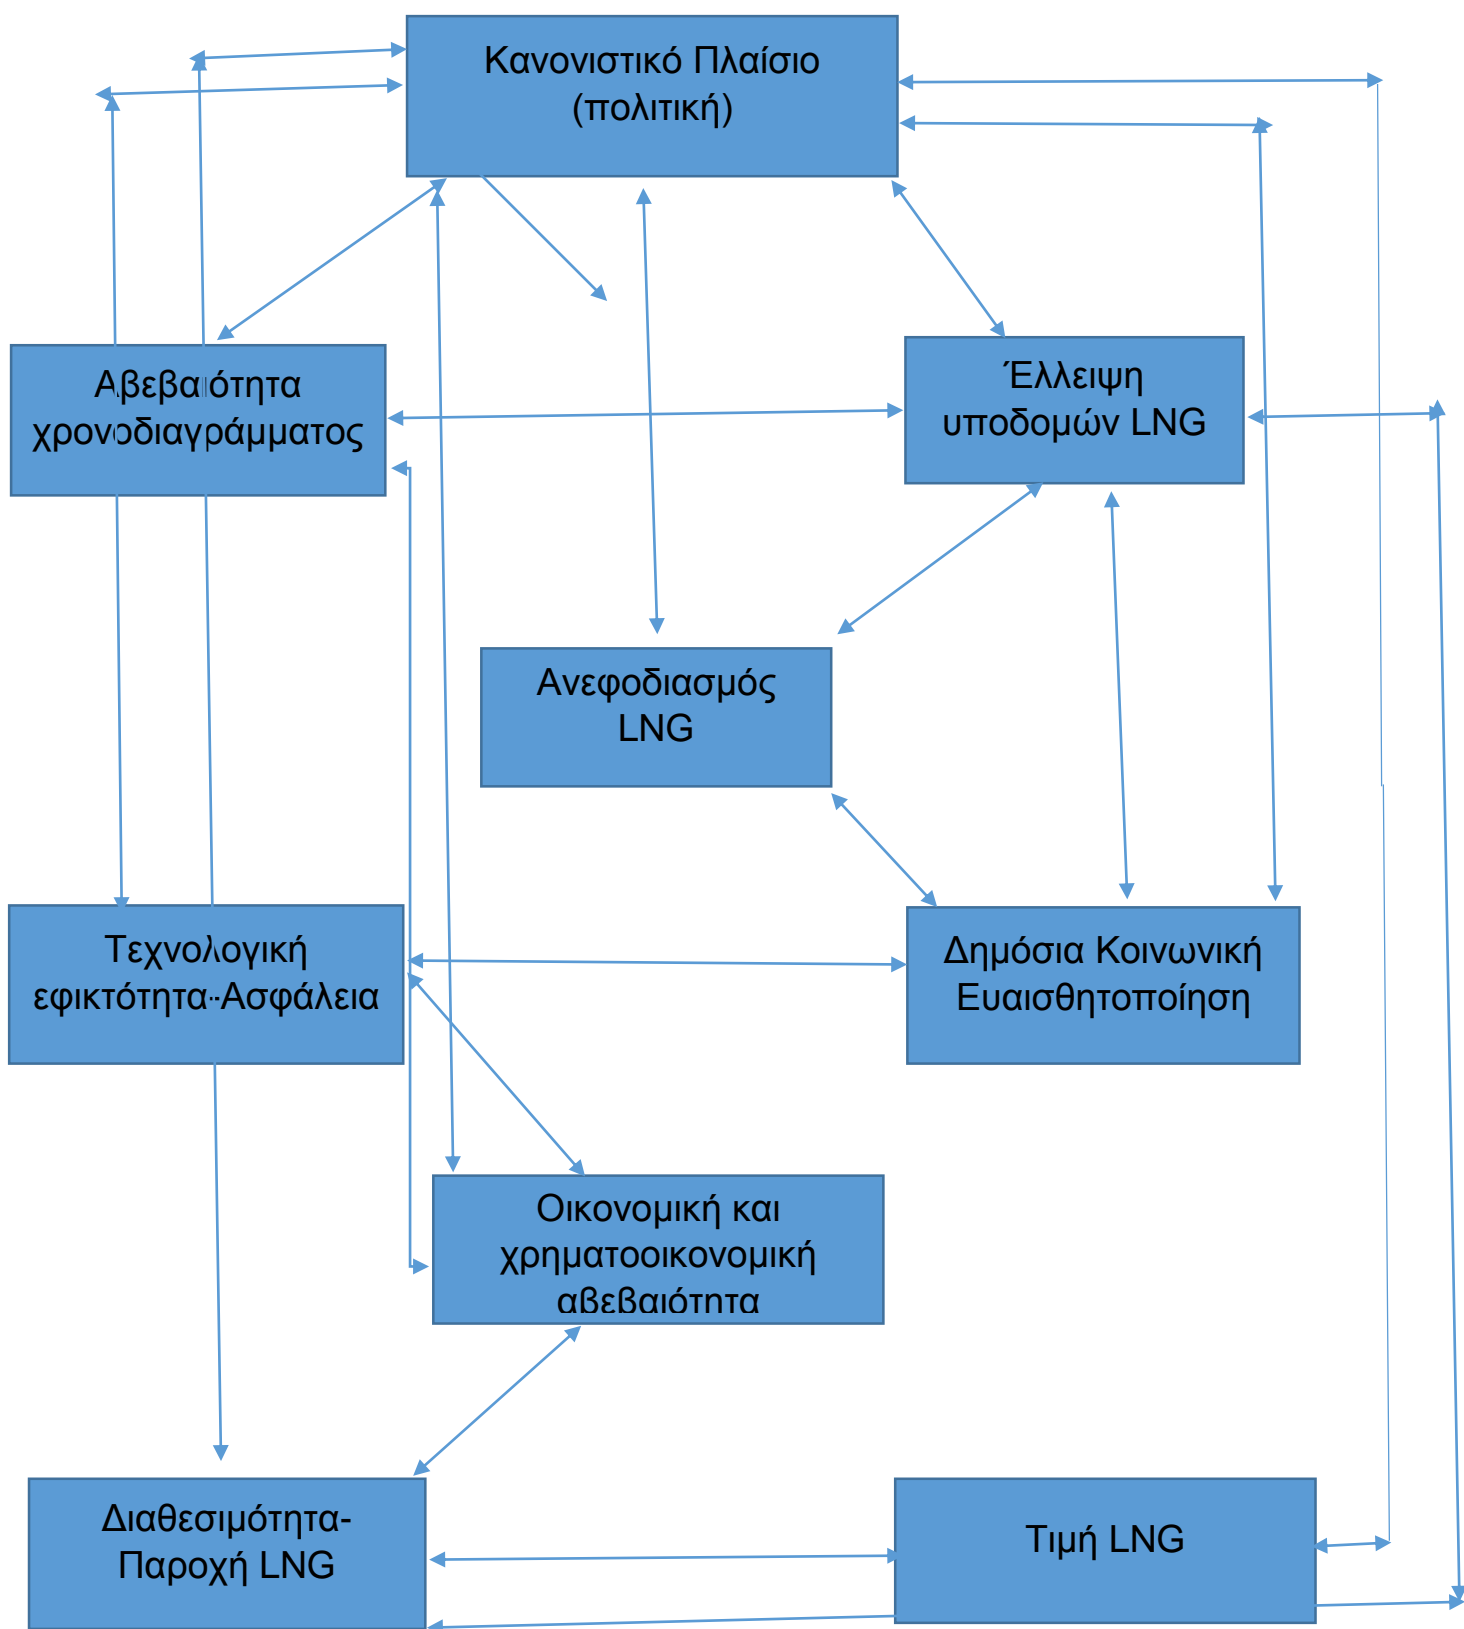 Κανονιστικό Πλαίσιο
(πολιτική)
Αβεβαιότητα
χρονοδιαγράμματος
Έλλειψη
υποδομών LNG
Ανεφοδιασμός
LNG
Τεχνολογική
εφικτότητα-Ασφάλεια
Δημόσια Κοινωνική
Ευαισθητοποίηση
Οικονομική και
χρηματοοικονομική
αβεβαιότητα
Διαθεσιμότητα-
Παροχή LNG
Τιμή LNG